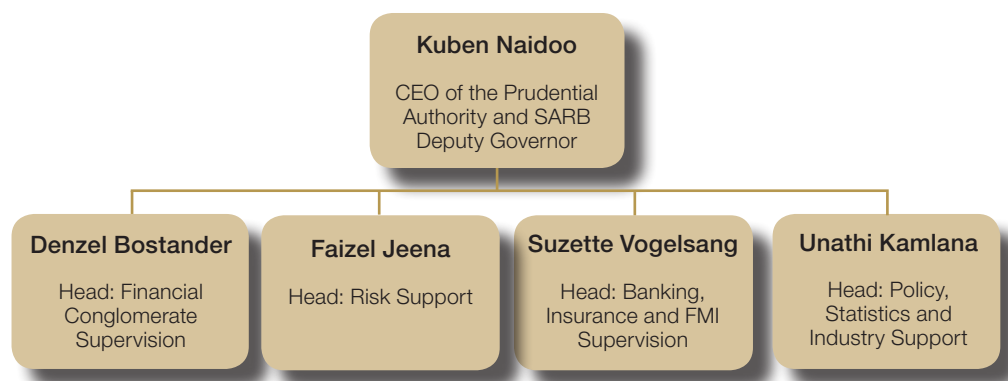 Kuben Naidoo
CEO of the Prudential
Authority and SARB
Deputy Governor
Denzel Bostander
Head: Financial
Conglomerate
Supervision
Faizel Jeena
Head: Risk Support
Suzette Vogelsang
Head: Banking,
Insurance and FMI
Supervision
Unathi Kamlana
Head: Policy,
Statistics and
Industry Support